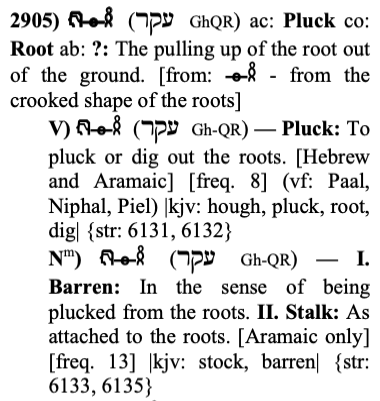 2905) (עקר GhQR) ac: Pluck co:
Root ab: ?: The pulling up of the root out
of the ground. [from: - from the
crooked shape of the roots]
V) (עקר Gh-QR) — Pluck: To
pluck or dig out the roots. [Hebrew
and Aramaic] [freq. 8] (vf: Paal,
Niphal, Piel) |kjv: hough, pluck, root,
dig| {str: 6131, 6132}
Nᵐ) (עקר Gh-QR) — I.
Barren: In the sense of being
plucked from the roots. II. Stalk: As
attached to the roots. [Aramaic only]
[freq. 13] |kjv: stock, barren| {str:
6133, 6135}